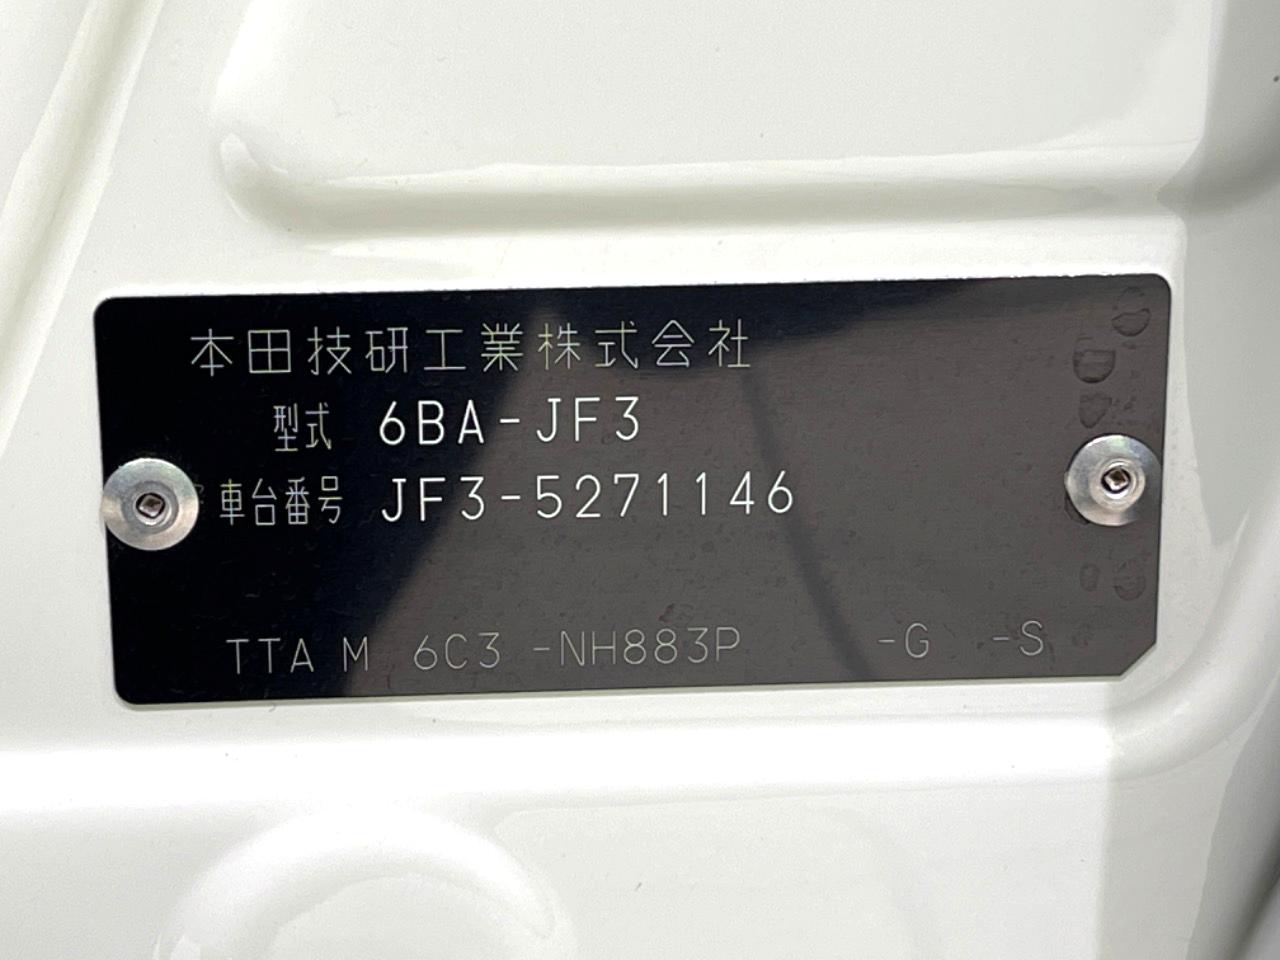 本田技研工業株式会社
型式 6BA-JF3
車台番号 JF3-5271146
TTA M 6C3 -NH883P -G -S